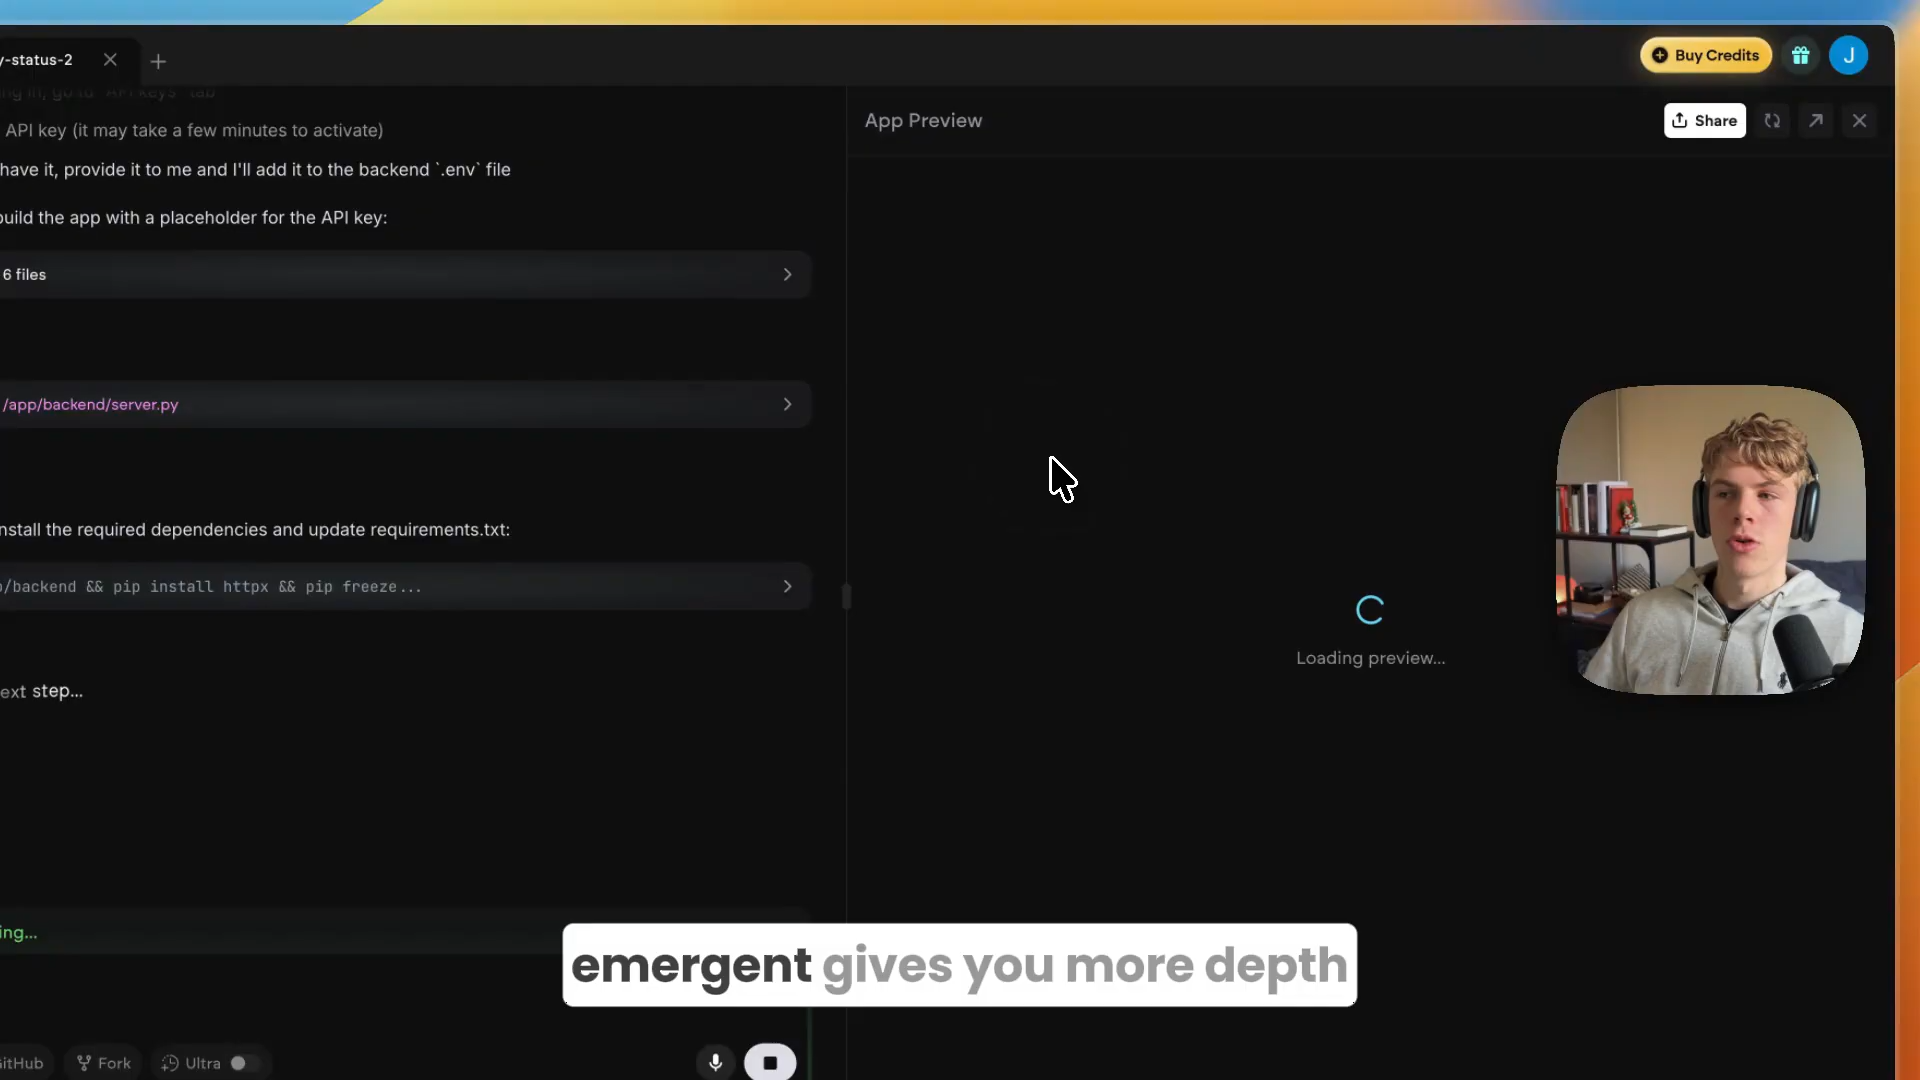 y-status-2
Buy Credits
J
API key (it may take a few minutes to activate)
have it, provide it to me and I'll add it to the backend `.env` file
build the app with a placeholder for the API key:
6 files
/app/backend/server.py
nstall the required dependencies and update requirements.txt:
/backend && pip install httpx && pip freeze...
ext step...
ing...
GitHub
Fork
Ultra
App Preview
Share
Loading preview...
emergent gives you more depth